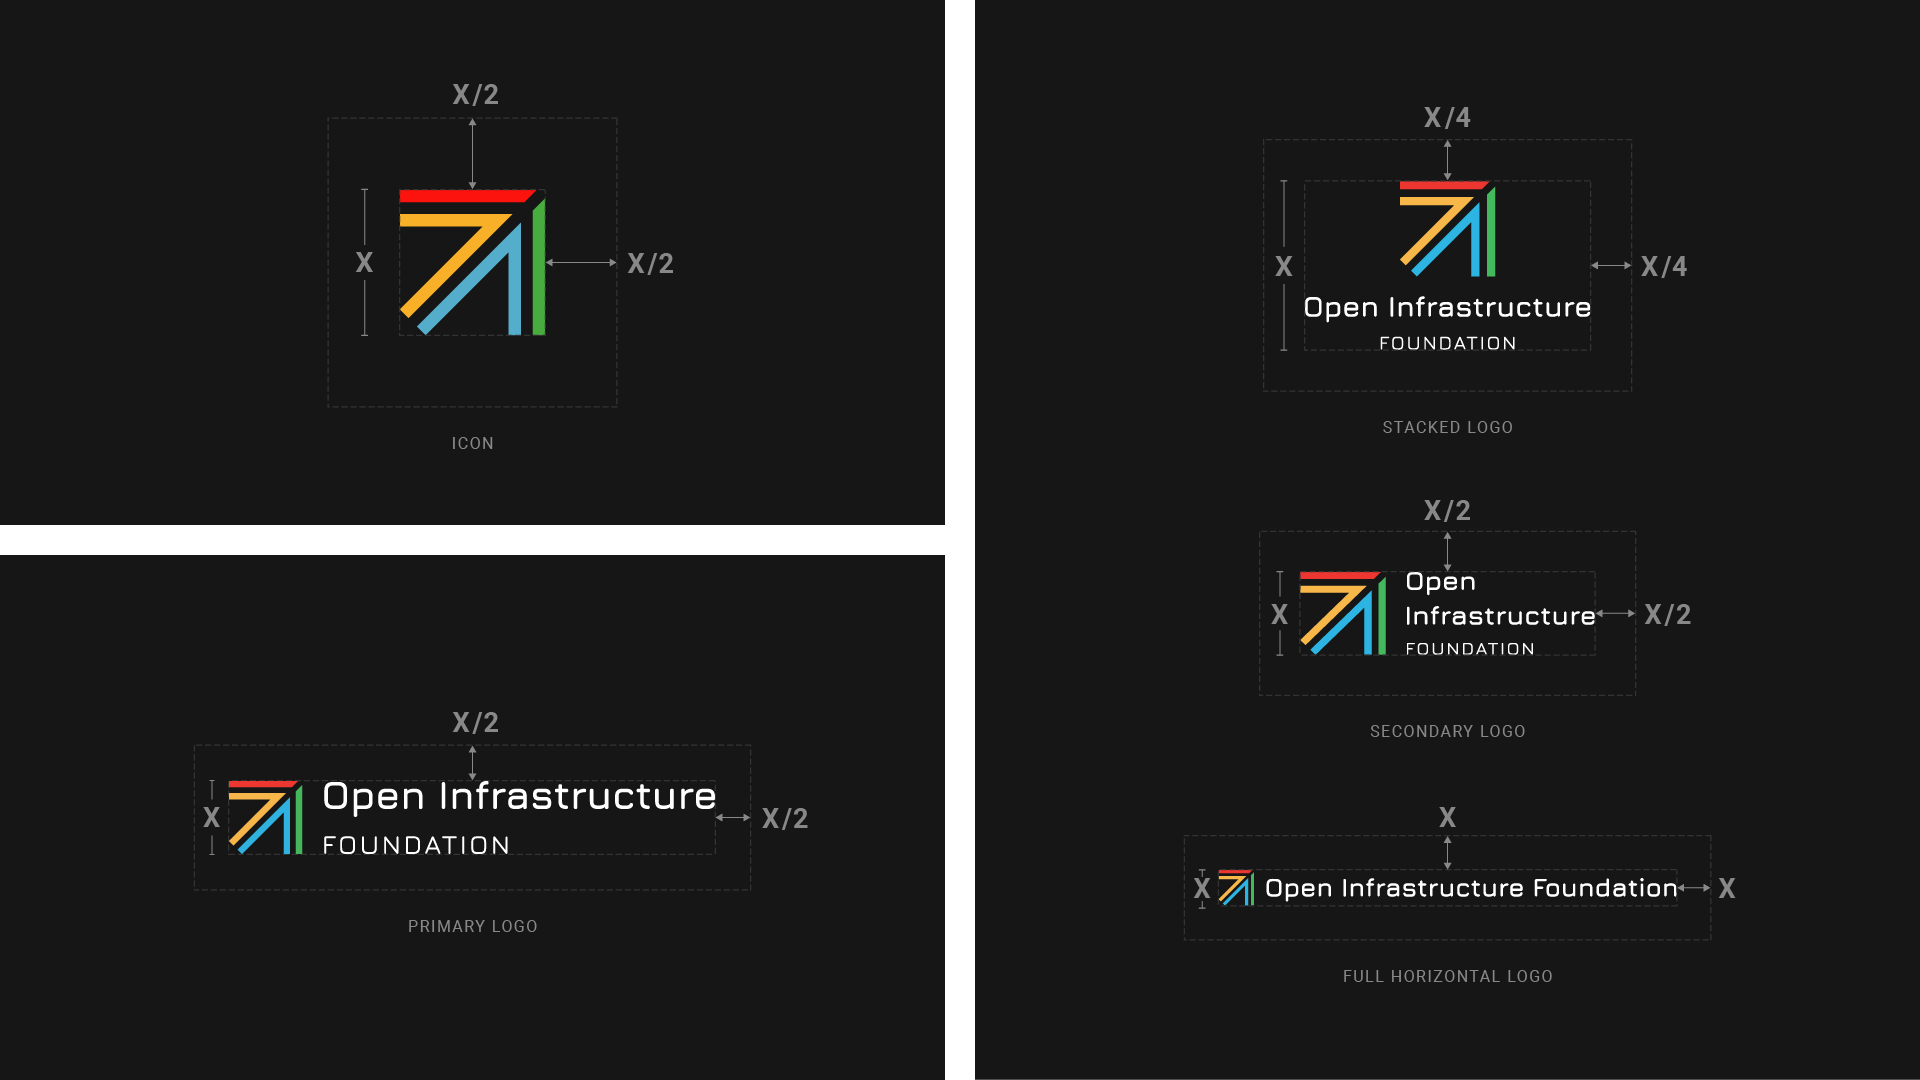 X/2
X
X/2
ICON
X/2
X
Open Infrastructure
FOUNDATION
X/2
PRIMARY LOGO
X/4
X
X/4
Open Infrastructure
FOUNDATION
STACKED LOGO
X/2
Open
X
Infrastructure
X/2
FOUNDATION
SECONDARY LOGO
X
X
Open Infrastructure Foundation
X
FULL HORIZONTAL LOGO